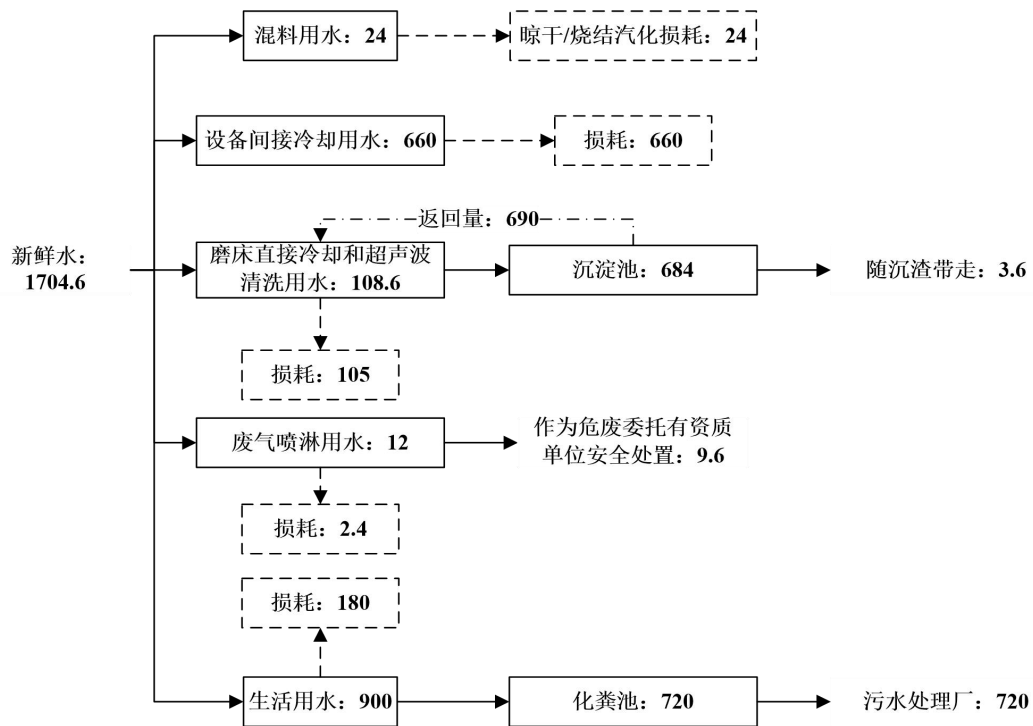 混料用水：24
晾干/烧结汽化损耗：24
设备间接冷却用水：660
损耗：660
返回量：690
新鲜水：
1704.6
磨床直接冷却和超声波
清洗用水：108.6
沉淀池：684
随沉渣带走：3.6
损耗：105
废气喷淋用水：12
作为危废委托有资质
单位安全处置：9.6
损耗：2.4
损耗：180
生活用水：900
化粪池：720
污水处理厂：720